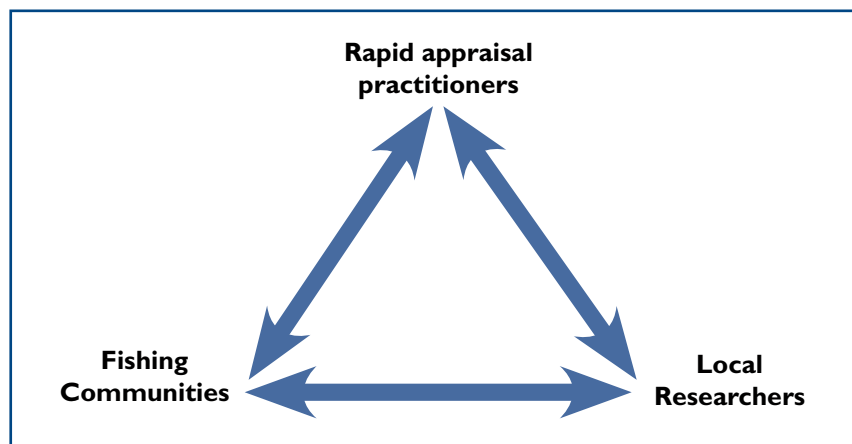 Rapid appraisal
practitioners
Fishing
Communities
Local
Researchers